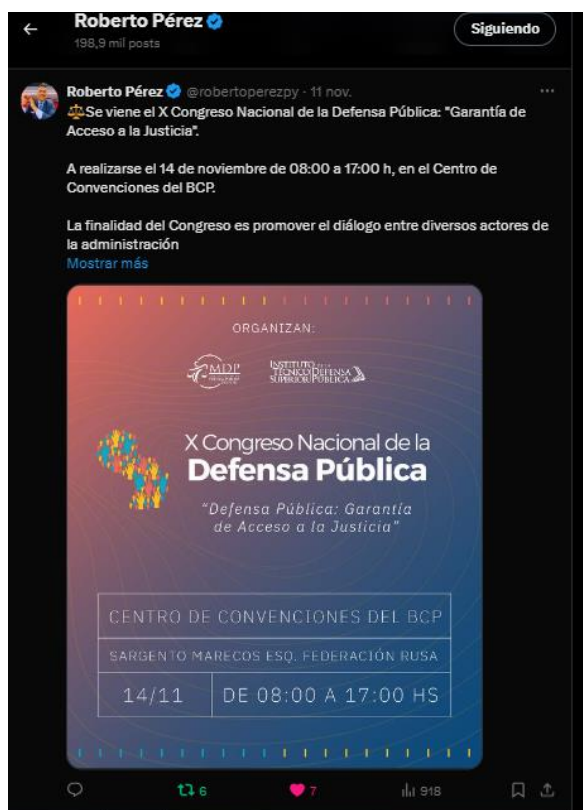 Roberto Pérez
198,9 mil posts
Siguiendo
Roberto Pérez @robertoperezpy · 11 nov.
⚖️Se viene el X Congreso Nacional de la Defensa Pública: "Garantía de
Acceso a la Justicia".
A realizarse el 14 de noviembre de 08:00 a 17:00 h, en el Centro de
Convenciones del BCP.
La finalidad del Congreso es promover el diálogo entre diversos actores de
la administración
Mostrar más
ORGANIZAN:
MDP
INSTITUTO
TÉCNICO DEFENSA
SUPERIOR PÚBLICA
X Congreso Nacional de la
Defensa Pública
"Defensa Pública: Garantía
de Acceso a la Justicia"
CENTRO DE CONVENCIONES DEL BCP
SARGENTO MARECOS ESQ. FEDERACIÓN RUSA
14/11 DE 08:00 A 17:00 HS
6 7 918